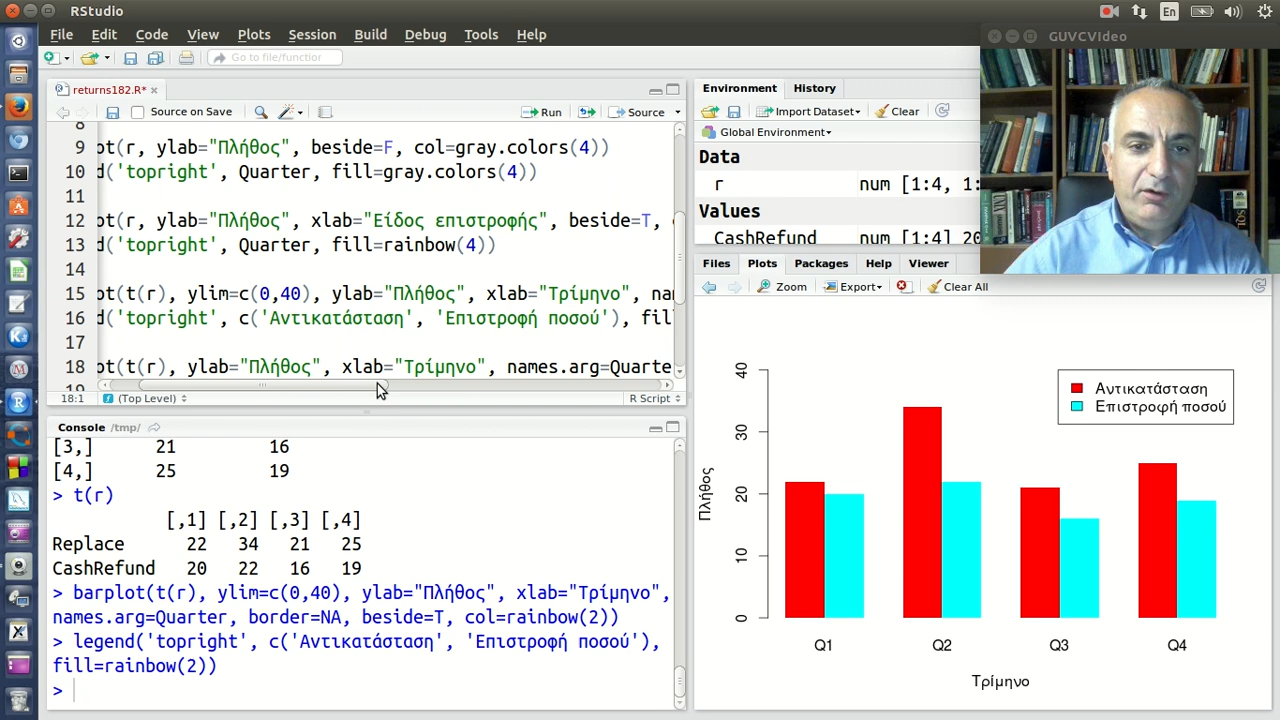 RStudio
En
File Edit Code View Plots Session Build Debug Tools Help
GUVCVIdeo
Go to file/functior
returns182.R*
Source on Save
Run
Source
8
9 ot(r, ylab="Πλήθος", beside=F, col=gray.colors(4))
10 d('topright', Quarter, fill=gray.colors(4))
11
12 ot(r, ylab="Πλήθος", xlab="Είδος επιστροφής", beside=T,
13 d('topright', Quarter, fill=rainbow(4))
14
15 ot(t(r), ylim=c(0,40), ylab="Πλήθος", xlab="Τρίμηνο", na
16 d('topright', c('Αντικατάσταση', 'Επιστροφή ποσού'), fil
17
18 ot(t(r), ylab="Πλήθος", xlab="Τρίμηνο", names.arg=Quarte
19
18:1 (Top Level) R Script
Console /tmp/
[3,] 21 16
[4,] 25 19
> t(r)
[,1] [,2] [,3] [,4]
Replace 22 34 21 25
CashRefund 20 22 16 19
> barplot(t(r), ylim=c(0,40), ylab="Πλήθος", xlab="Τρίμηνο",
names.arg=Quarter, border=NA, beside=T, col=rainbow(2))
> legend('topright', c('Αντικατάσταση', 'Επιστροφή ποσού'),
fill=rainbow(2))
>
Environment History
Import Dataset Clear
Global Environment
Data
r num [1:4, 1:
Values
CashRefund num [1:4] 20
Files Plots Packages Help Viewer
Zoom Export Clear All
Αντικατάσταση
Επιστροφή ποσού
40
30
20
10
0
Πλήθος
Q1 Q2 Q3 Q4
Τρίμηνο